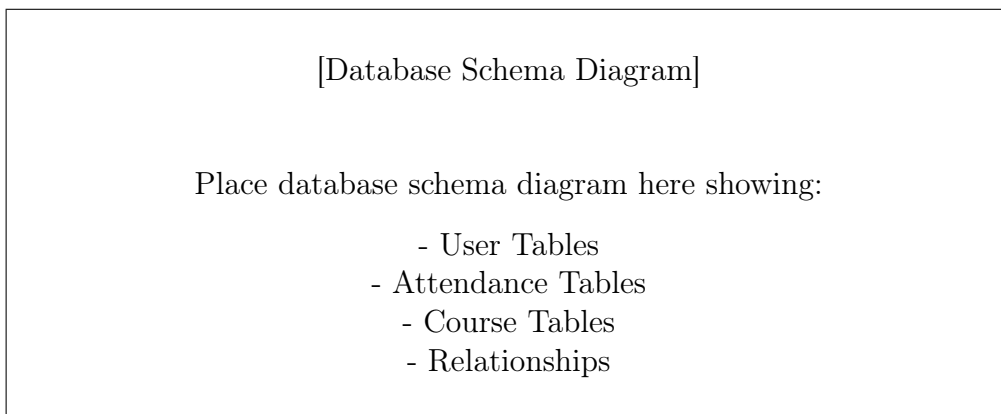 [Database Schema Diagram]
Place database schema diagram here showing:
- User Tables
- Attendance Tables
- Course Tables
- Relationships